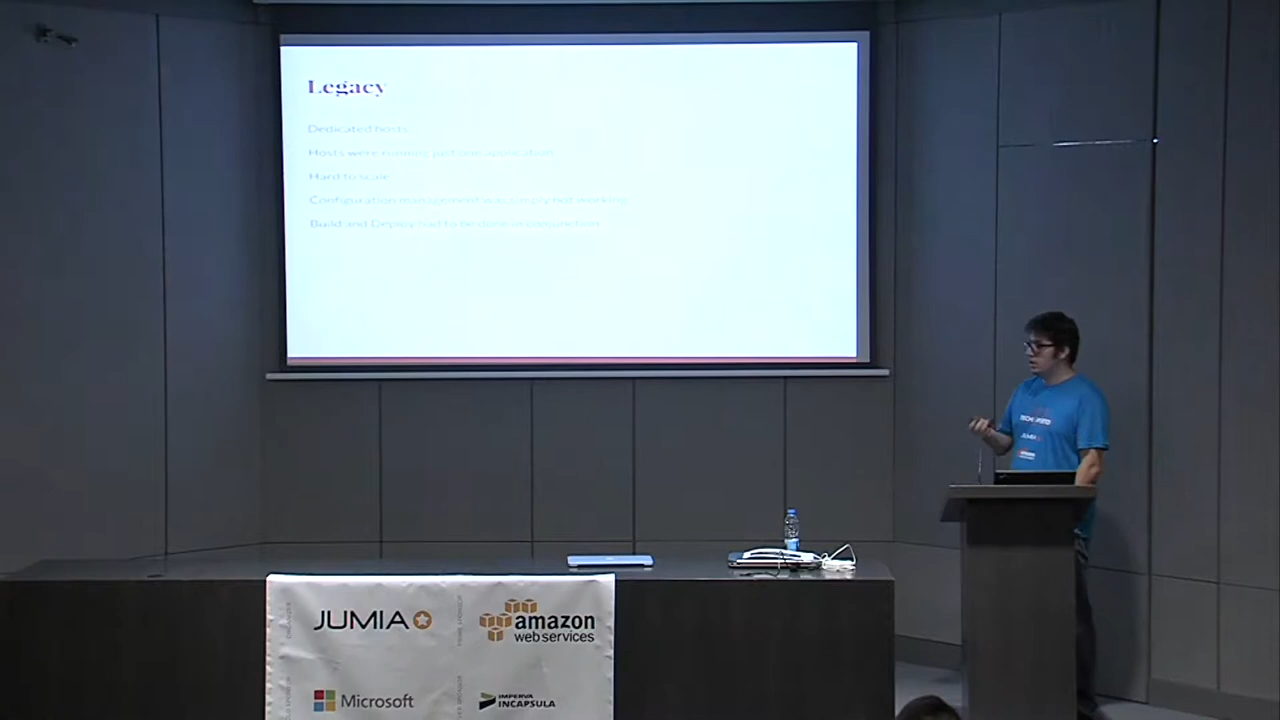 Legacy
Dedicated hosts
Hosts were running just one application
Hard to scale
Configuration management was simply not working
Build and Deploy had to be done in conjunction
JUMIA
JUMIA
amazon
web services
Microsoft
IMPERVA
INCAPSULA